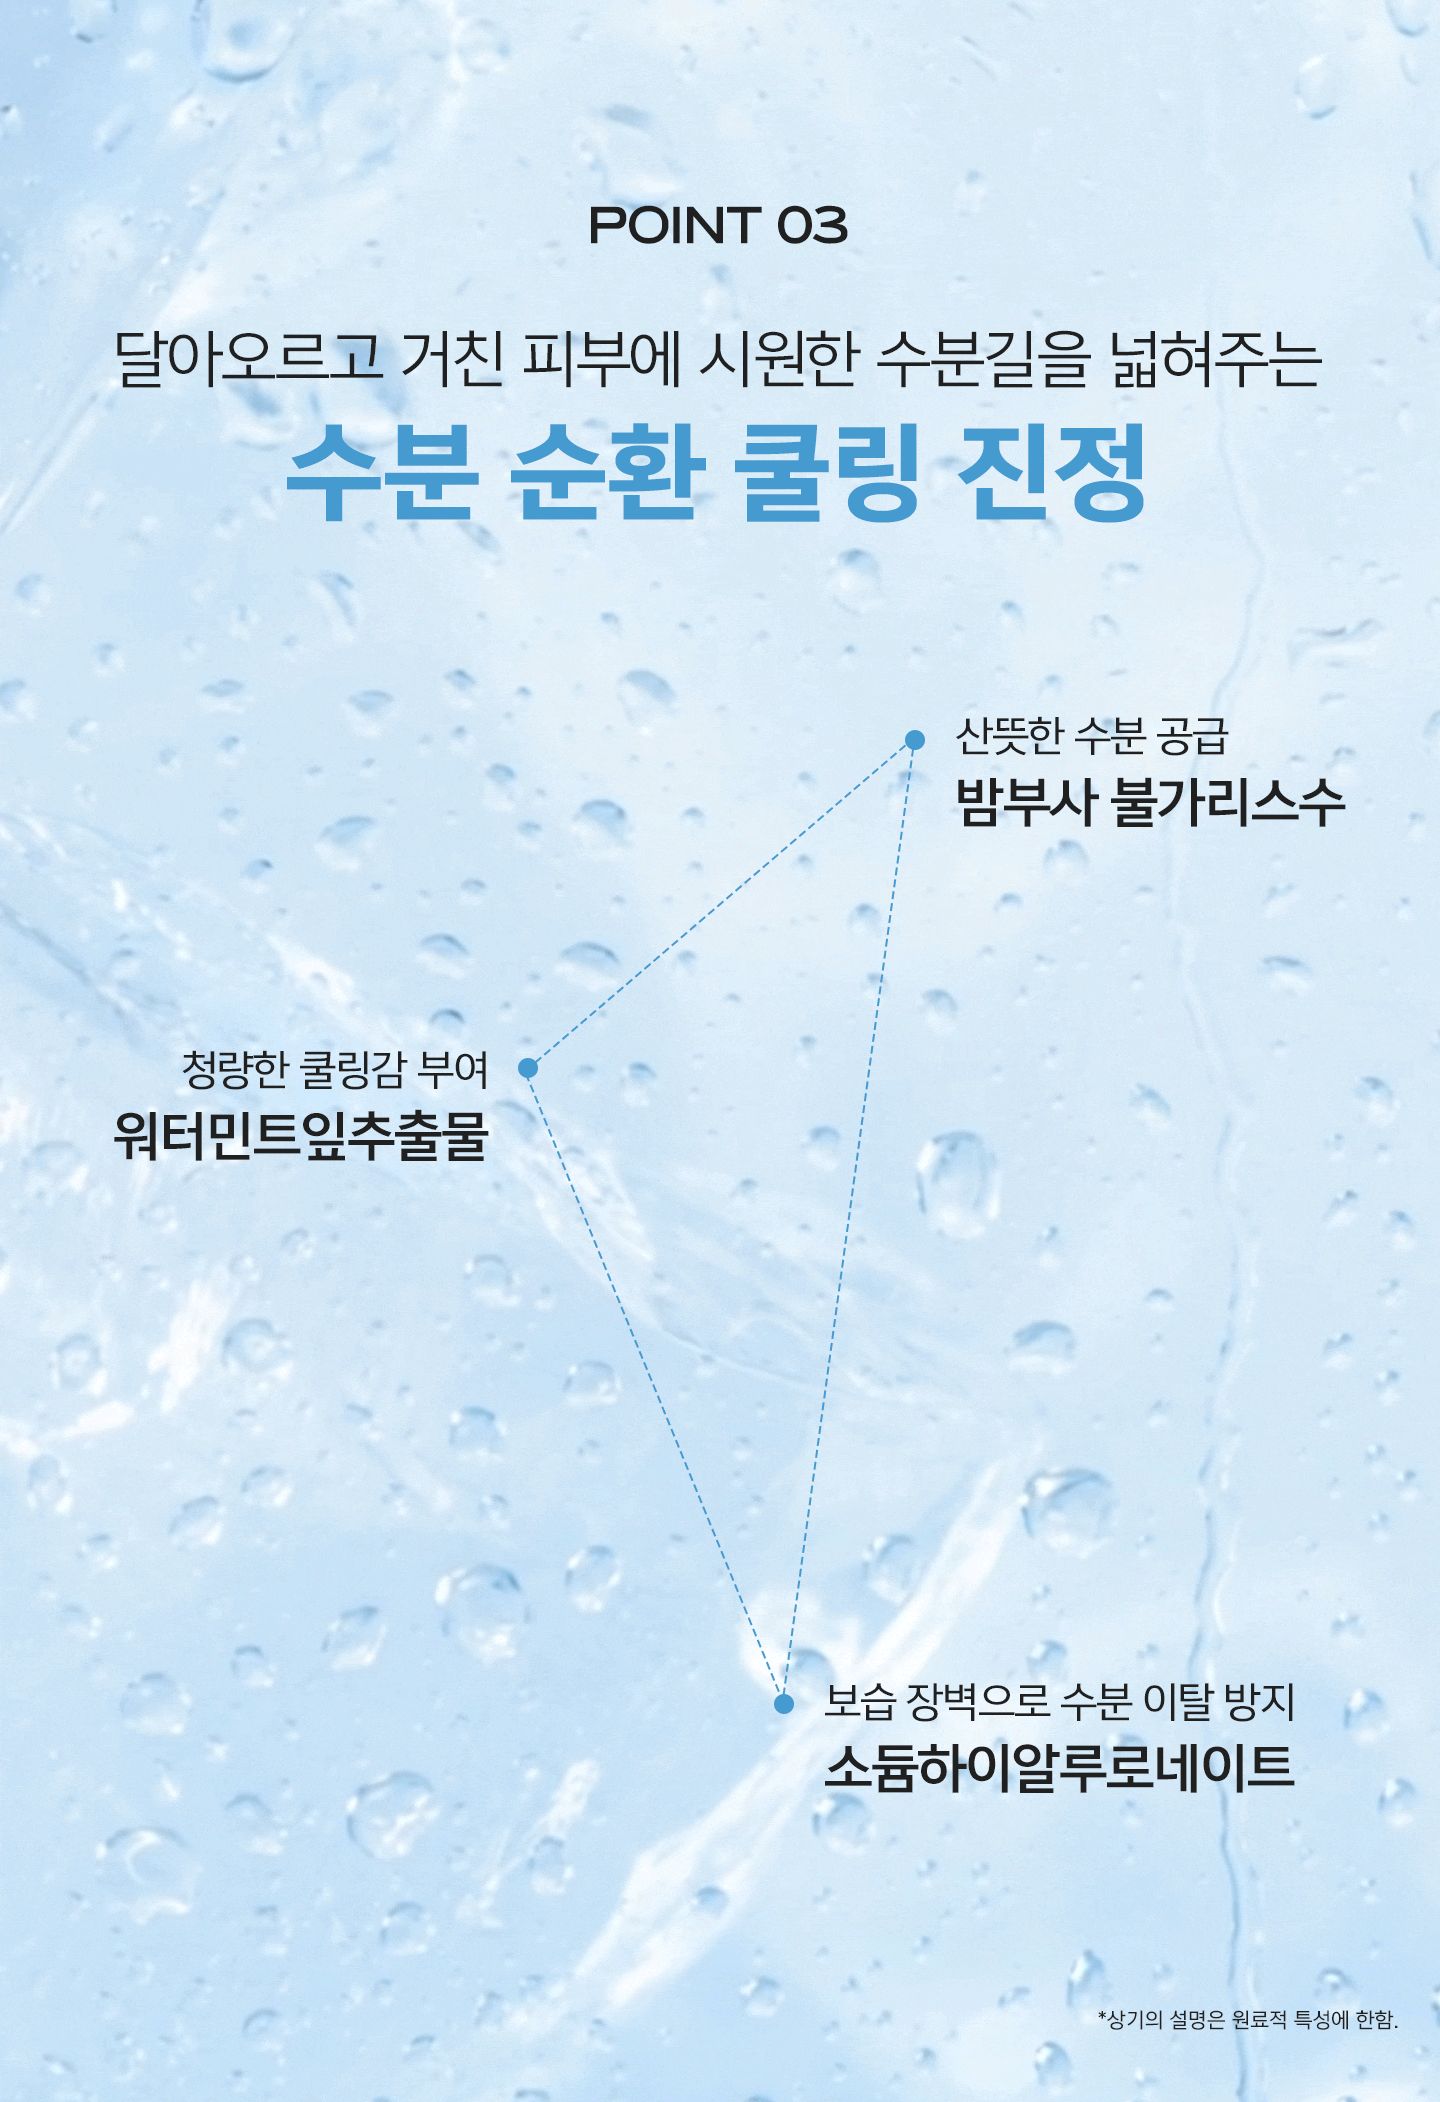 POINT 03
달아오르고 거친 피부에 시원한 수분길을 넓혀주는
수분 순환 쿨링 진정
산뜻한 수분 공급
밤부사 불가리스수
청량한 쿨링감 부여
워터민트잎추출물
보습 장벽으로 수분 이탈 방지
소듐하이알루로네이트
*상기의 설명은 원료적 특성에 한함.